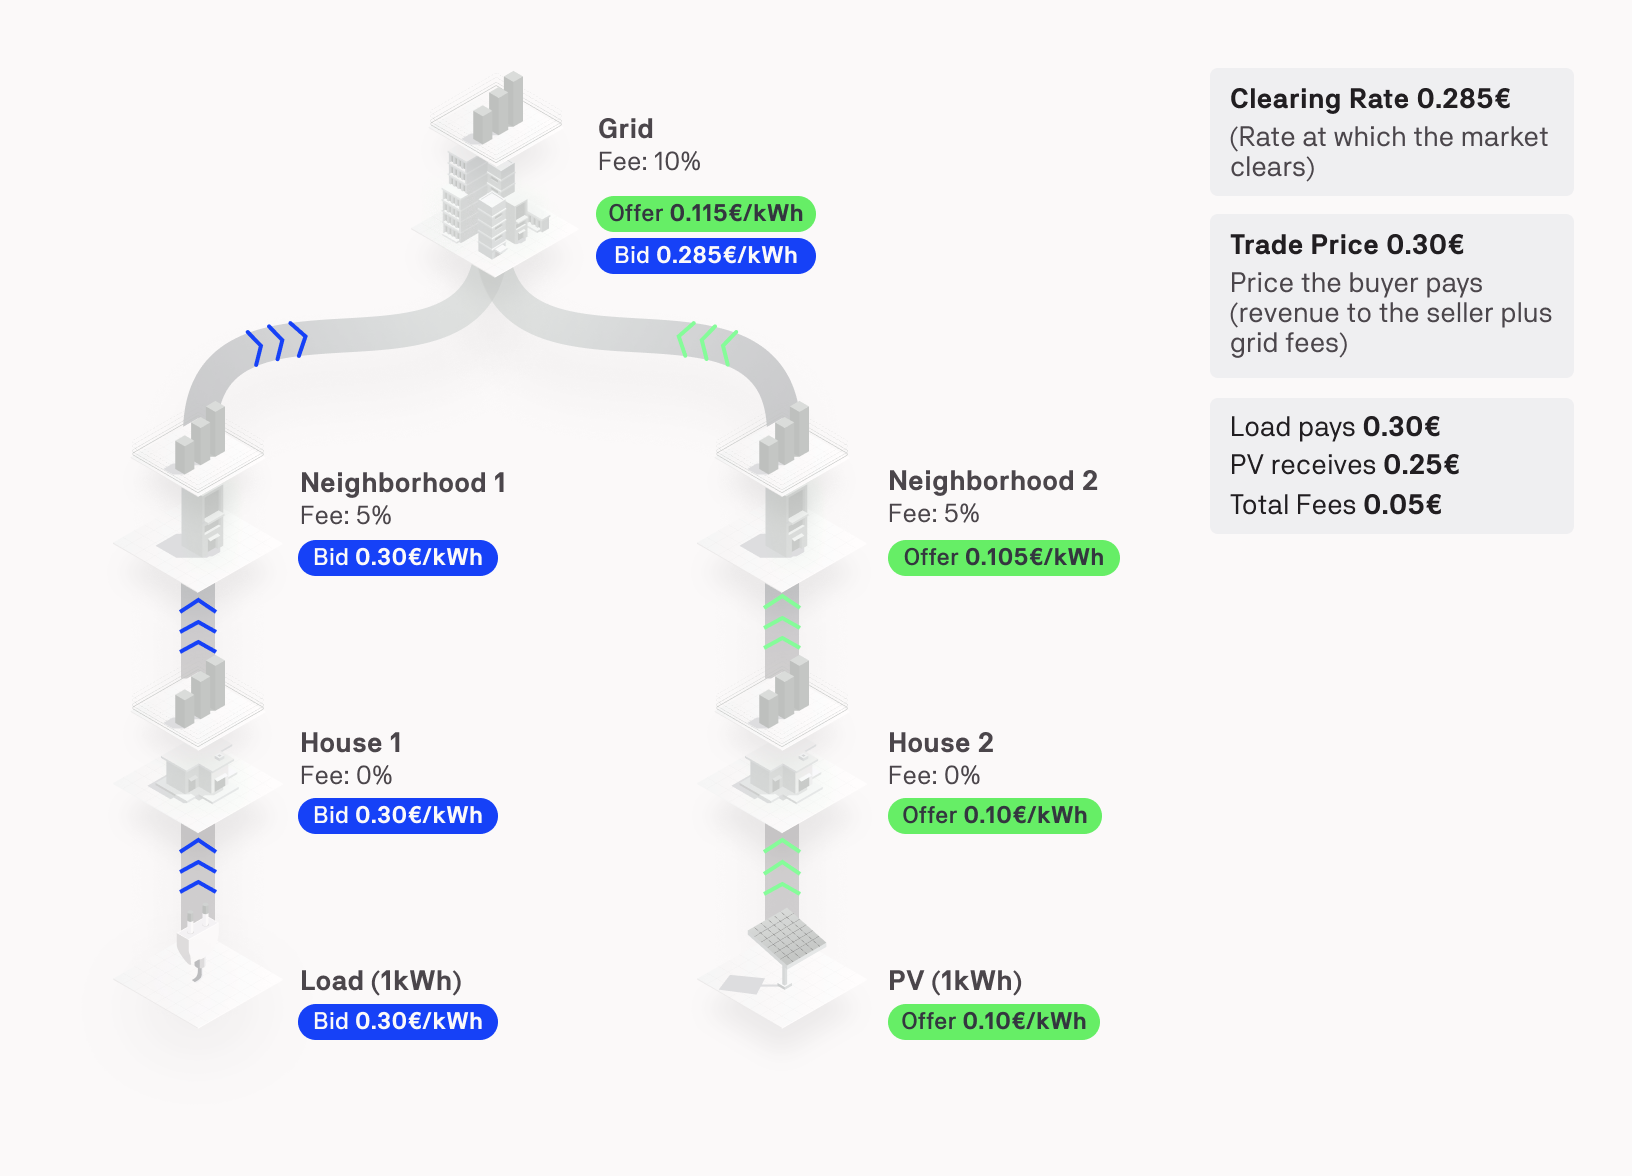 Grid
Fee: 10%
Offer 0.115€/kWh
Bid 0.285€/kWh
Neighborhood 1
Fee: 5%
Bid 0.30€/kWh
House 1
Fee: 0%
Bid 0.30€/kWh
Load (1kWh)
Bid 0.30€/kWh
Neighborhood 2
Fee: 5%
Offer 0.105€/kWh
House 2
Fee: 0%
Offer 0.10€/kWh
PV (1kWh)
Offer 0.10€/kWh
Clearing Rate 0.285€
(Rate at which the market
clears)
Trade Price 0.30€
Price the buyer pays
(revenue to the seller plus
grid fees)
Load pays 0.30€
PV receives 0.25€
Total Fees 0.05€